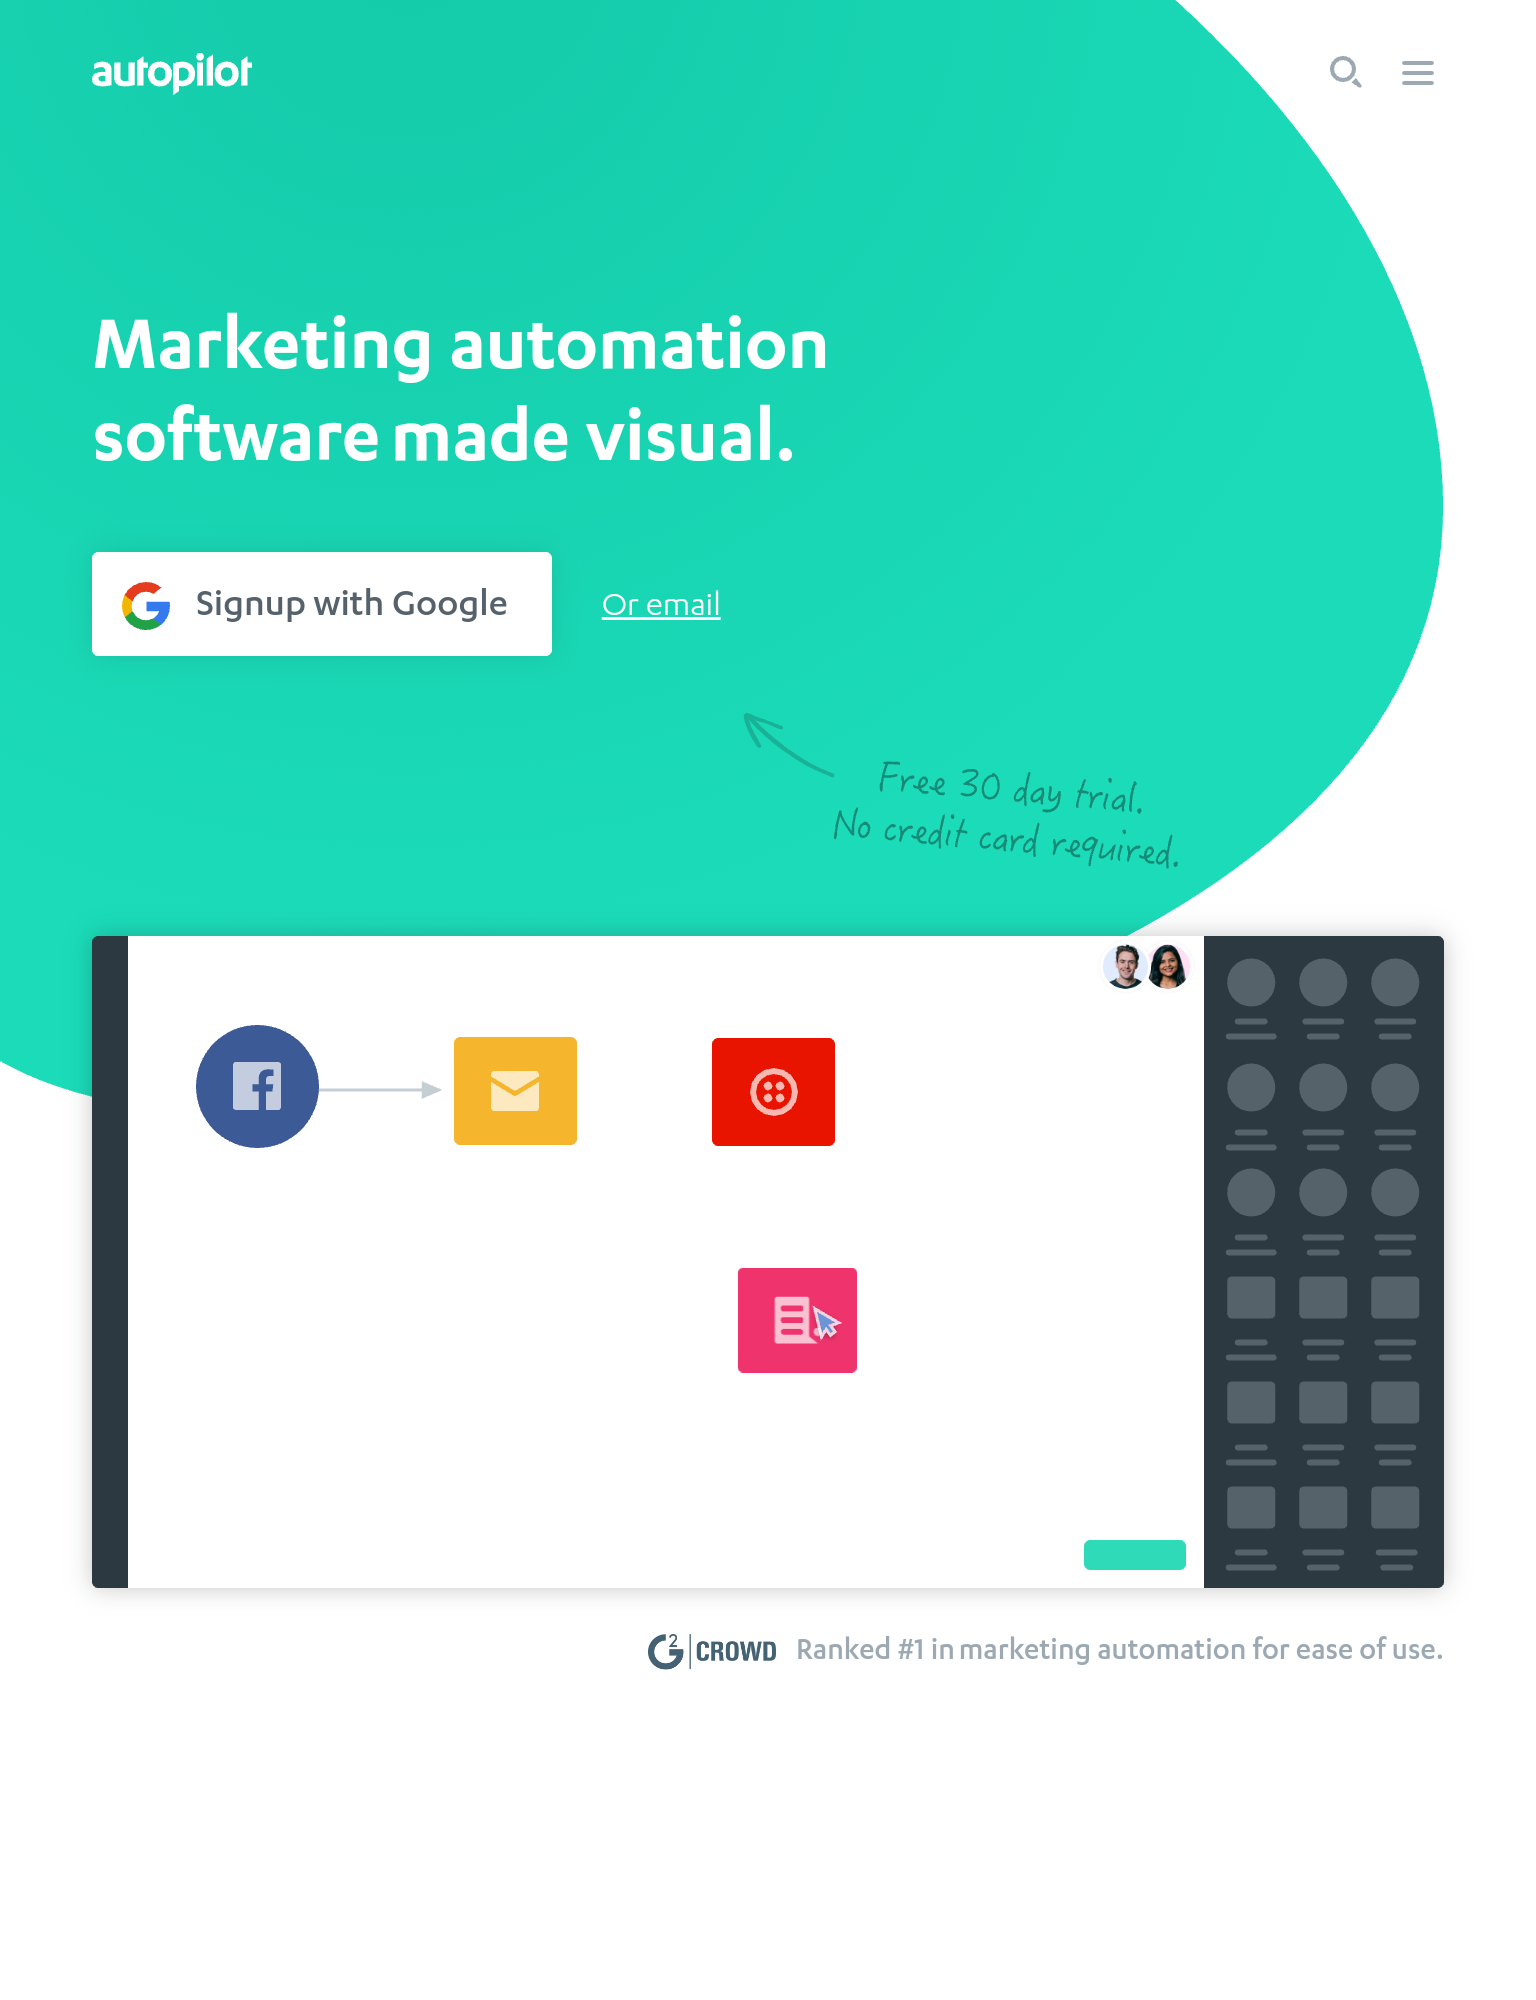 autopilot
Marketing automation
software made visual.
Signup with Google
Or email
Free 30 day trial.
No credit card required.
G2 | CROWD Ranked #1 in marketing automation for ease of use.